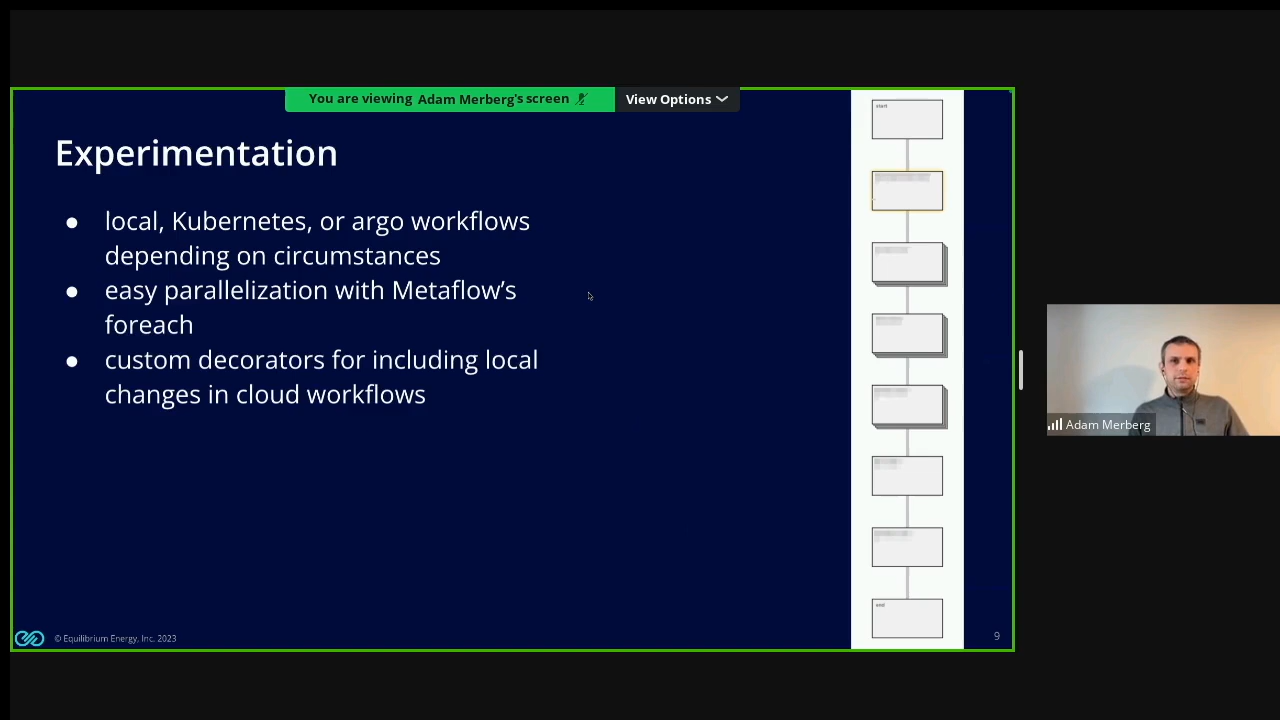 You are viewing Adam Merberg's screen
View Options
Experimentation
● local, Kubernetes, or argo workflows
depending on circumstances
● easy parallelization with Metaflow’s
foreach
● custom decorators for including local
changes in cloud workflows
start
end
Adam Merberg
© Equilibrium Energy, Inc. 2023
9